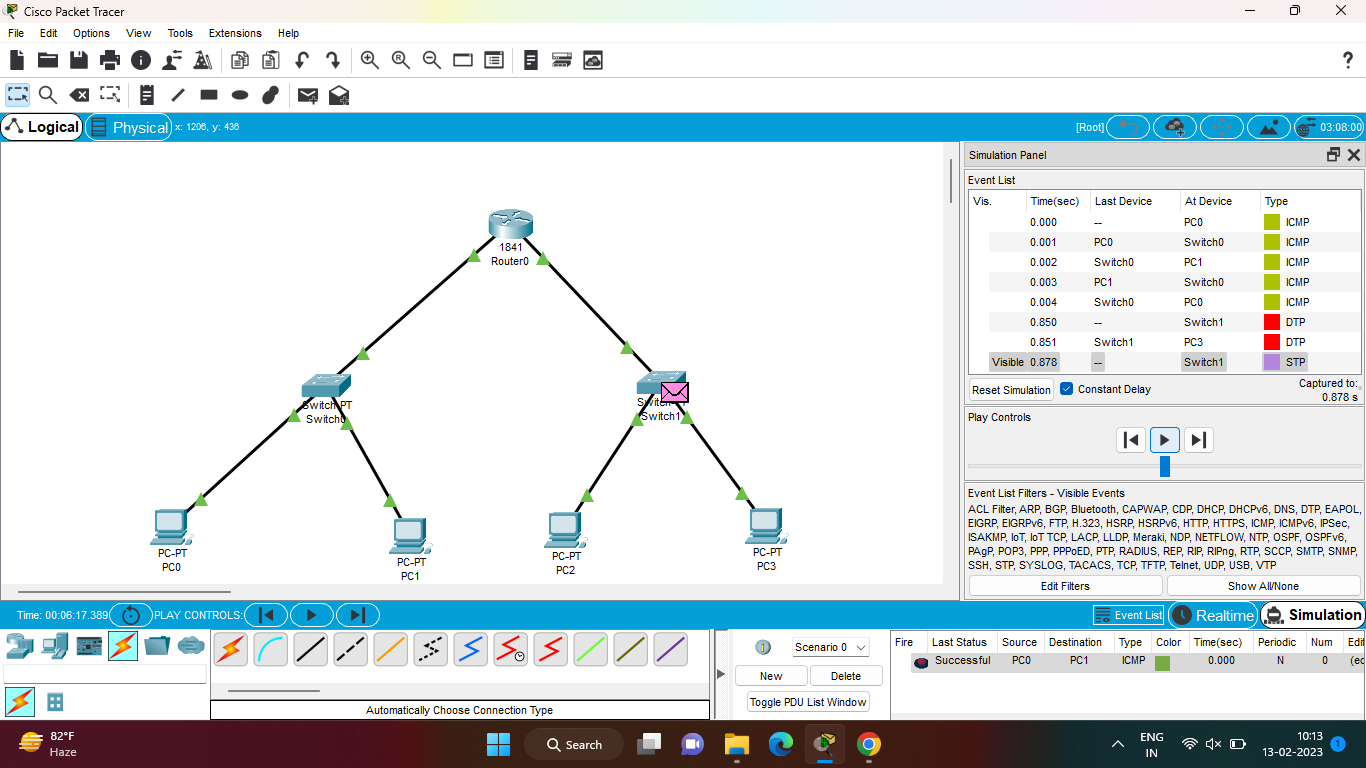 Cisco Packet Tracer
File Edit Options View Tools Extensions Help
?
Logical Physical x: 1206, y: 436 [Root] 03:08:00
Simulation Panel
Event List
Vis. Time(sec) Last Device At Device Type
0.000 -- PC0 ICMP
0.001 PC0 Switch0 ICMP
0.002 Switch0 PC1 ICMP
0.003 PC1 Switch0 ICMP
0.004 Switch0 PC0 ICMP
0.850 -- Switch1 DTP
0.851 Switch1 PC3 DTP
Visible 0.878 -- Switch1 STP
Reset Simulation Constant Delay Captured to:
0.878 s
Play Controls
Event List Filters - Visible Events
ACL Filter, ARP, BGP, Bluetooth, CAPWAP, CDP, DHCP, DHCPv6, DNS, DTP, EAPOL,
EIGRP, EIGRPv6, FTP, H.323, HSRP, HSRPv6, HTTP, HTTPS, ICMP, ICMPv6, IPSec,
ISAKMP, IoT, IoT TCP, LACP, LLDP, Meraki, NDP, NETFLOW, NTP, OSPF, OSPFv6,
PAgP, POP3, PPP, PPPoED, PTP, RADIUS, REP, RIP, RIPng, RTP, SCCP, SMTP, SNMP,
SSH, STP, SYSLOG, TACACS, TCP, TFTP, Telnet, UDP, USB, VTP
Edit Filters Show All/None
1841
Router0
Switch-PT
Switch0
Switch1
PC-PT
PC0
PC-PT
PC1
PC-PT
PC2
PC-PT
PC3
Time: 00:06:17.389 PLAY CONTROLS: Event List Realtime Simulation
Automatically Choose Connection Type
1 Scenario 0
New Delete
Toggle PDU List Window
Fire Last Status Source Destination Type Color Time(sec) Periodic Num Edit
Successful PC0 PC1 ICMP 0.000 N 0 (ec
82°F
Haze
Search
ENG
IN
10:13
13-02-2023
1